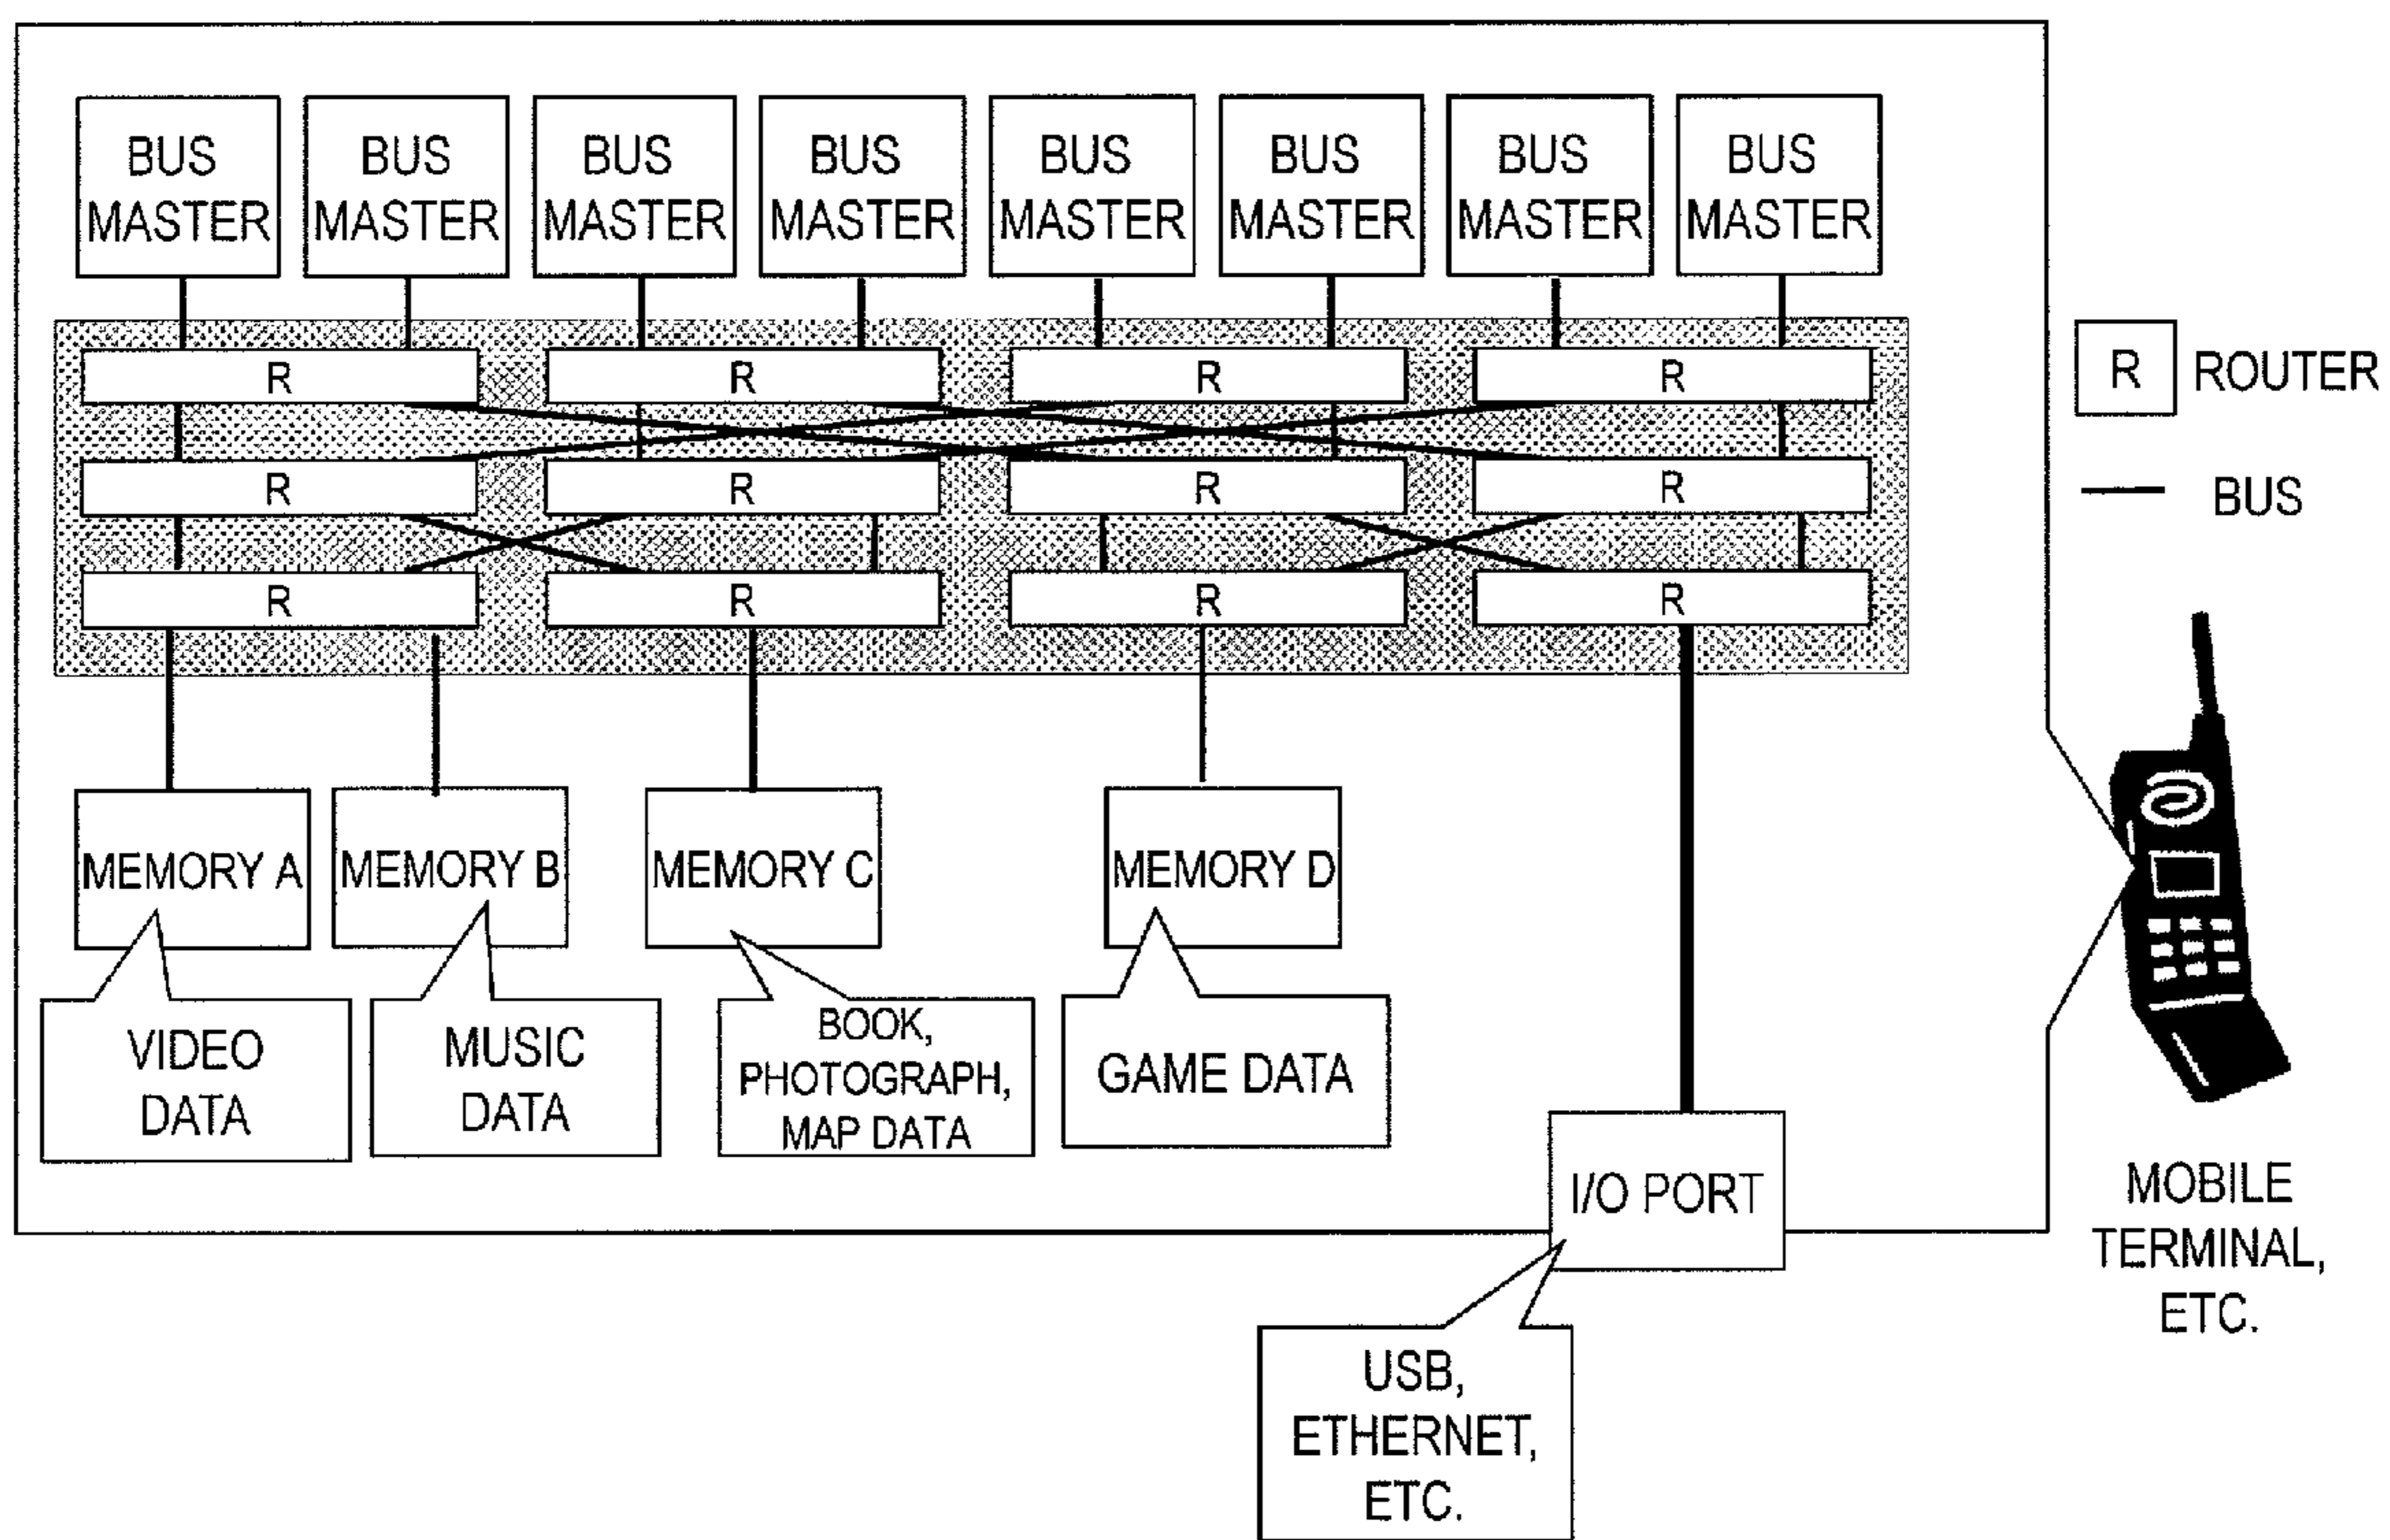 BUS
MASTER
BUS
MASTER
BUS
MASTER
BUS
MASTER
BUS
MASTER
BUS
MASTER
BUS
MASTER
BUS
MASTER
R
R
R
R
R
R
R
R
R
R
R
R
R
ROUTER
BUS
MEMORY A
MEMORY B
MEMORY C
MEMORY D
VIDEO
DATA
MUSIC
DATA
BOOK,
PHOTOGRAPH,
MAP DATA
GAME DATA
I/O PORT
USB,
ETHERNET,
ETC.
MOBILE
TERMINAL,
ETC.